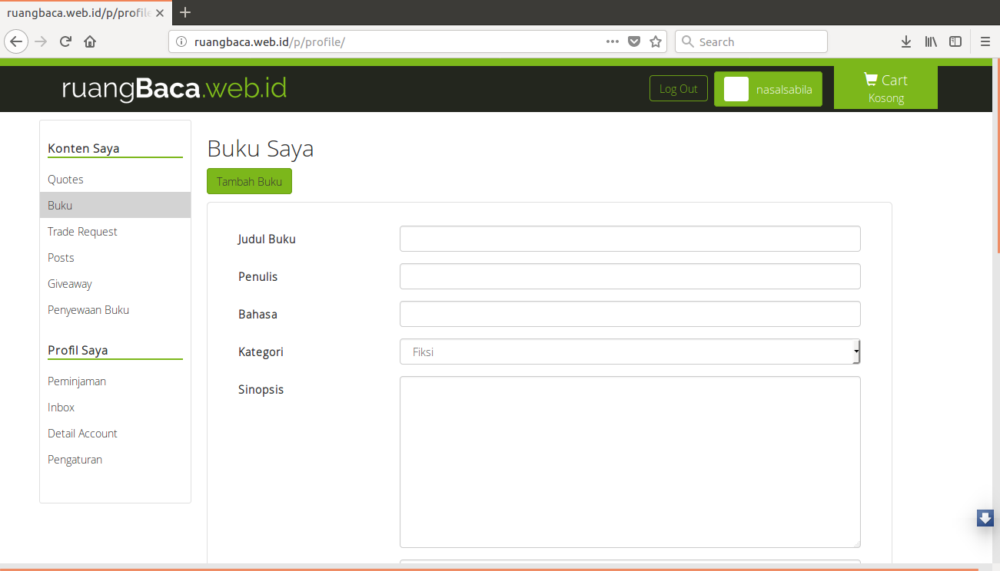 ruangbaca.web.id/p/profile
ruangbaca.web.id/p/profile/
Search
ruangBaca.web.id
Log Out
nasalsabila
Cart
Kosong
Konten Saya
Quotes
Buku
Trade Request
Posts
Giveaway
Penyewaan Buku
Profil Saya
Peminjaman
Inbox
Detail Account
Pengaturan
Buku Saya
Tambah Buku
Judul Buku
Penulis
Bahasa
Kategori
Fiksi
Sinopsis